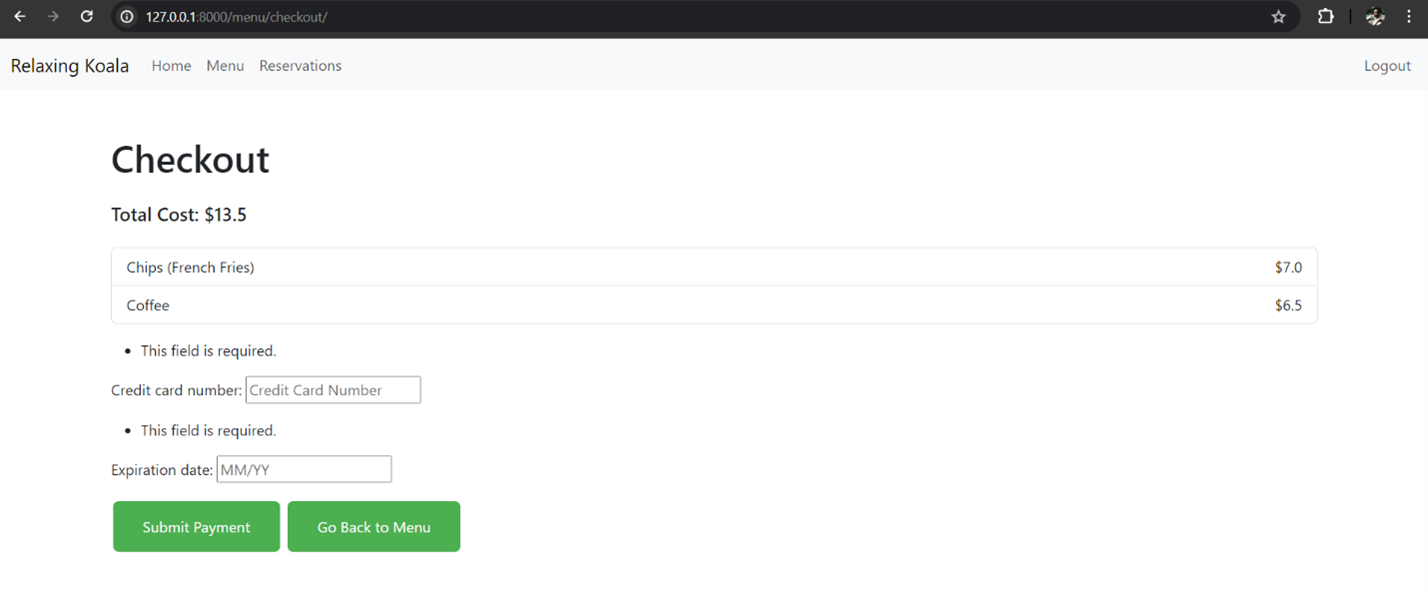 127.0.0.1:8000/menu/checkout/
Relaxing Koala Home Menu Reservations Logout
Checkout
Total Cost: $13.5
Chips (French Fries) $7.0
Coffee $6.5
• This field is required.
Credit card number: Credit Card Number
• This field is required.
Expiration date: MM/YY
Submit Payment Go Back to Menu